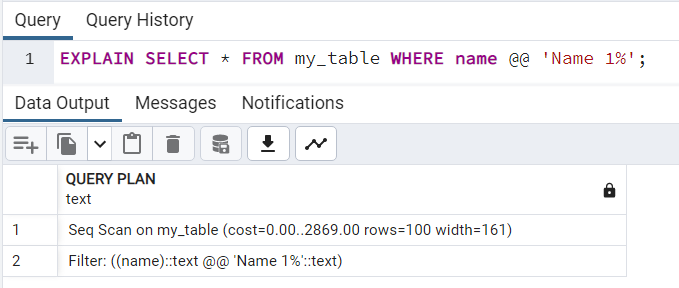 Query Query History
1 EXPLAIN SELECT * FROM my_table WHERE name @@ 'Name 1%';
Data Output Messages Notifications
QUERY PLAN
text
1 Seq Scan on my_table (cost=0.00..2869.00 rows=100 width=161)
2 Filter: ((name)::text @@ 'Name 1%'::text)